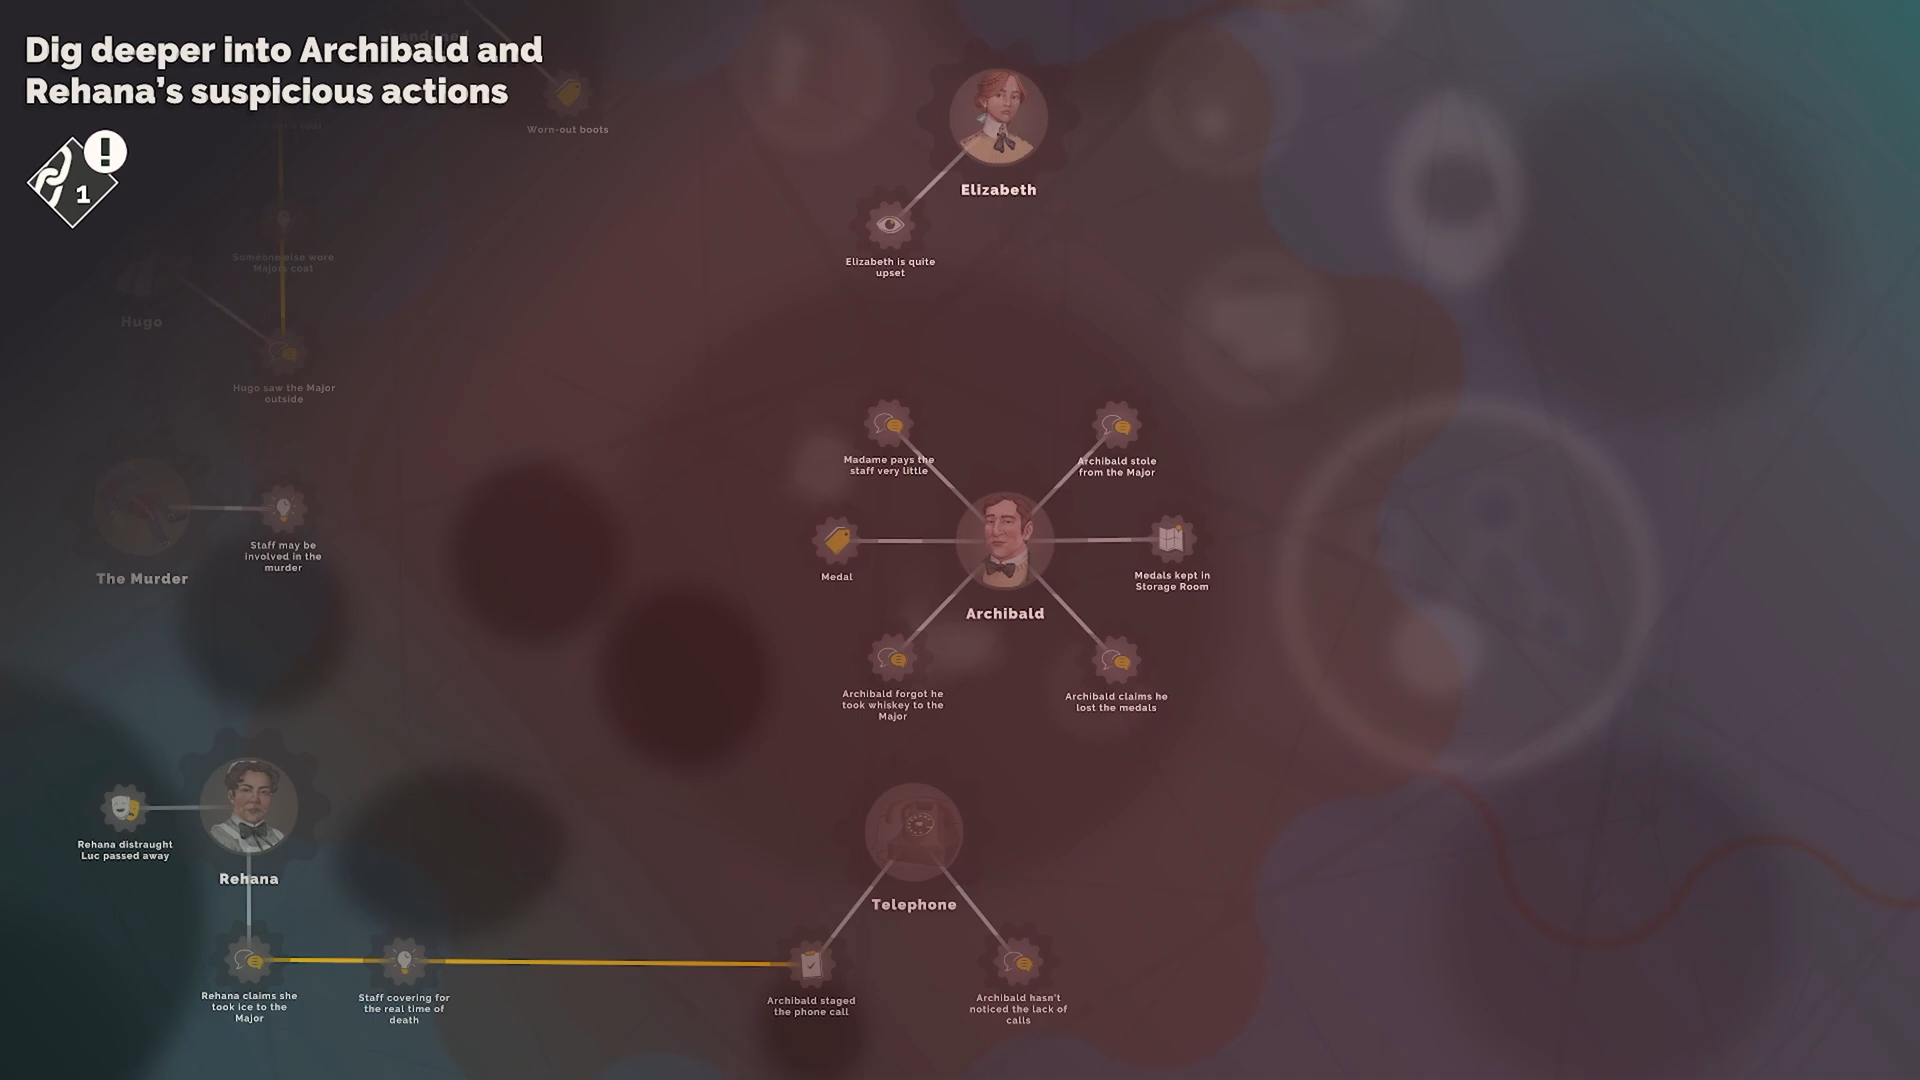 Dig deeper into Archibald and
Rehana's suspicious actions
1
Worn-out boots
Elizabeth
Elizabeth is quite
upset
Someone else wore
Majors coat
Hugo
Hugo saw the Major
outside
Madame pays the
staff very little
Archibald stole
from the Major
The Murder
Staff may be
involved in the
murder
Medal
Medals kept in
Storage Room
Archibald
Archibald forgot he
took whiskey to the
Major
Archibald claims he
lost the medals
Rehana distraught
Luc passed away
Rehana
Telephone
Rehana claims she
took ice to the
Major
Staff covering for
the real time of
death
Archibald staged
the phone call
Archibald hasn't
noticed the lack of
calls